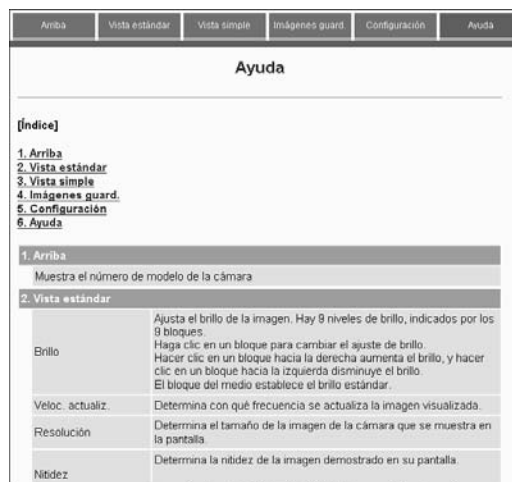 Arriba Vista estándar Vista simple Imágenes guard. Configuración Ayuda
Ayuda
[Índice]
1. Arriba
2. Vista estándar
3. Vista simple
4. Imágenes guard.
5. Configuración
6. Ayuda
1. Arriba
Muestra el número de modelo de la cámara
2. Vista estándar
Brillo
Ajusta el brillo de la imagen. Hay 9 niveles de brillo, indicados por los
9 bloques.
Haga clic en un bloque para cambiar el ajuste de brillo.
Hacer clic en un bloque hacia la derecha aumenta el brillo, y hacer
clic en un bloque hacia la izquierda disminuye el brillo.
El bloque del medio establece el brillo estándar.
Veloc. actualiz. Determina con qué frecuencia se actualiza la imagen visualizada.
Resolución
Determina el tamaño de la imagen de la cámara que se muestra en
la pantalla.
Nitidez
Determina la nitidez de la imagen demostrado en su pantalla.